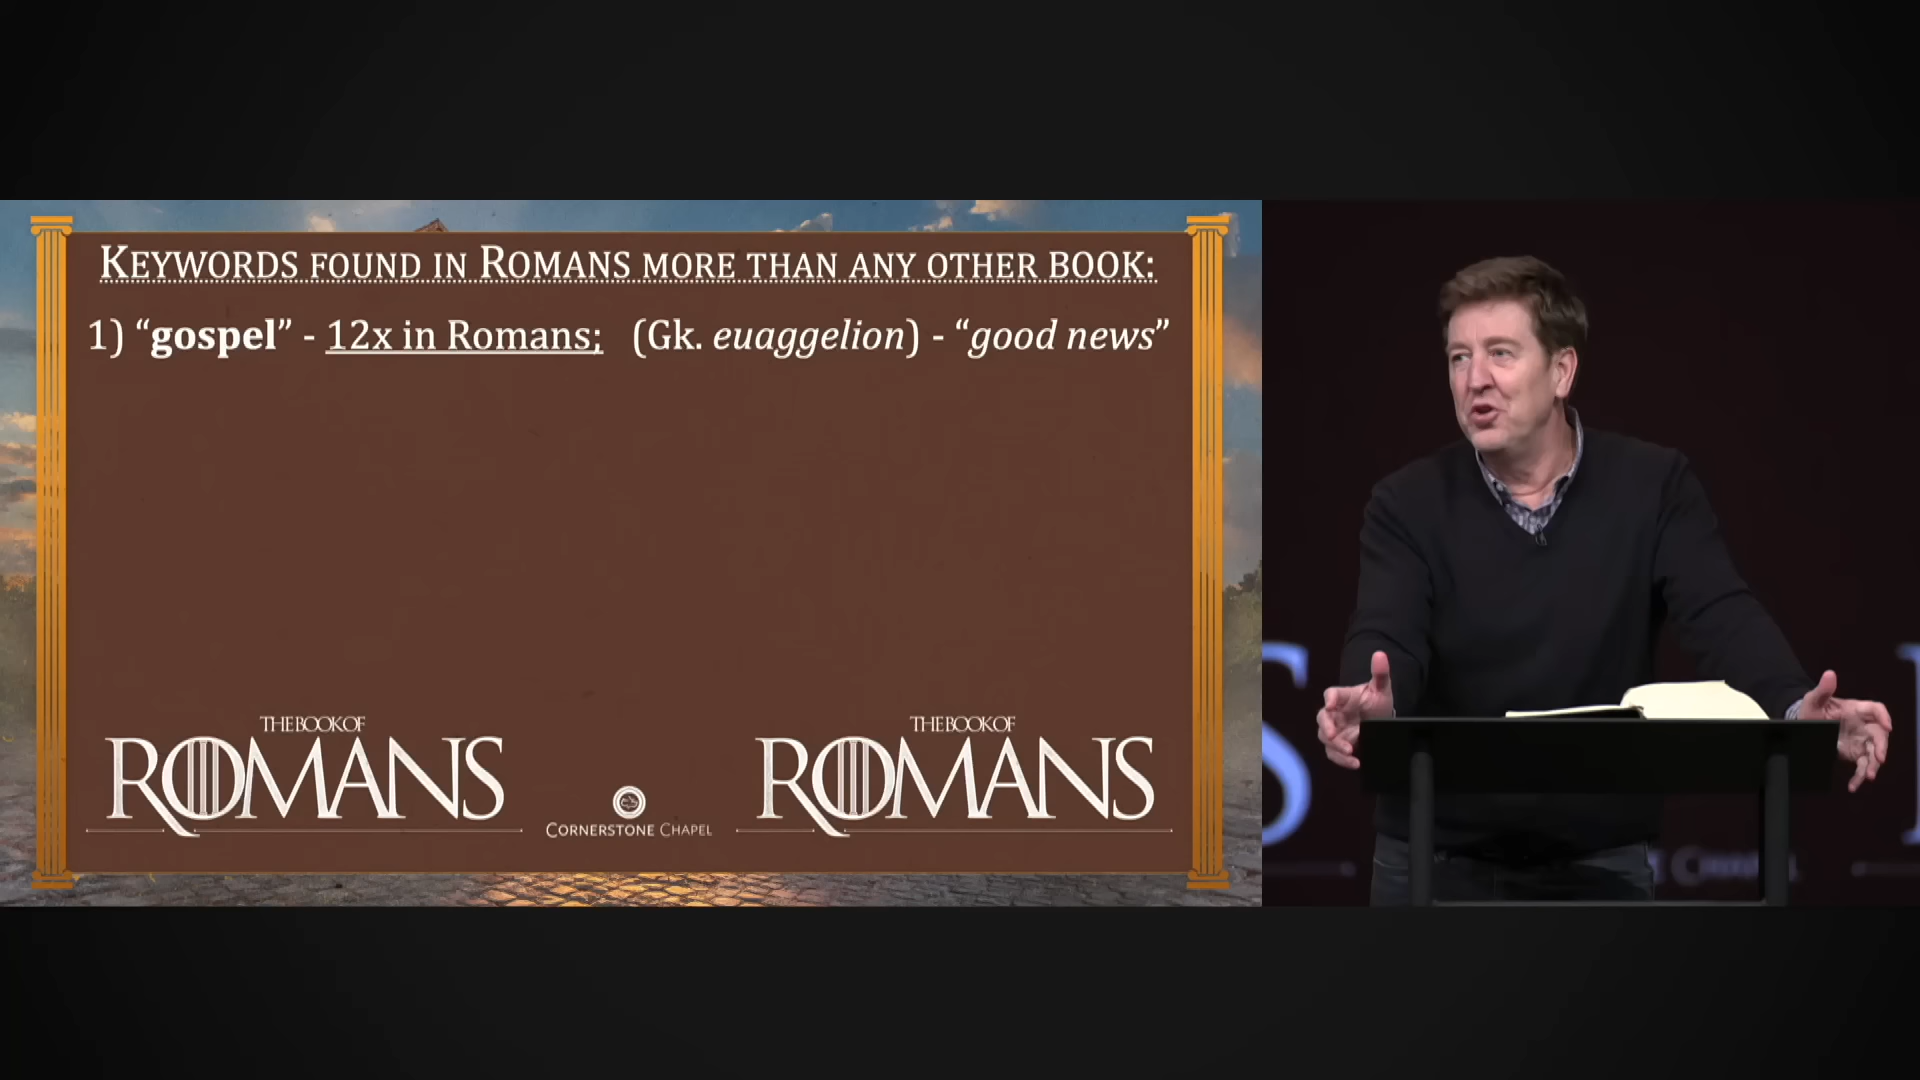 KEYWORDS FOUND IN ROMANS MORE THAN ANY OTHER BOOK:
1) “gospel” - 12x in Romans; (Gk. euaggelion) - “good news”
THE BOOK OF
ROMANS
CORNERSTONE CHAPEL
THE BOOK OF
ROMANS
S
CHAPEL